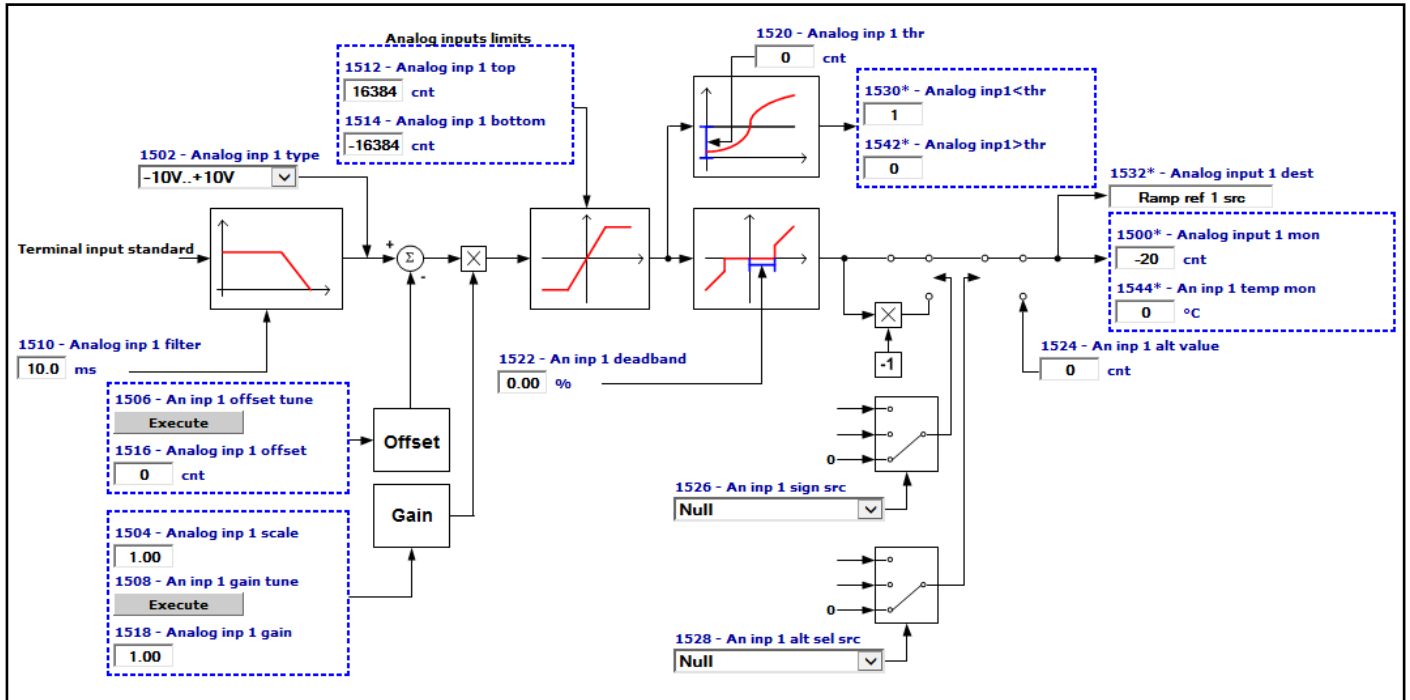 Analog inputs limits
1512 - Analog inp 1 top
16384 cnt
1514 - Analog inp 1 bottom
-16384 cnt
1520 - Analog inp 1 thr
0 cnt
1530* - Analog inp1<thr
1
1542* - Analog inp1>thr
0
1502 - Analog inp 1 type
-10V..+10V
Terminal input standard
+
Σ
-
X
1532* - Analog input 1 dest
Ramp ref 1 src
1500* - Analog input 1 mon
-20 cnt
1544* - An inp 1 temp mon
0 °C
1510 - Analog inp 1 filter
10.0 ms
1522 - An inp 1 deadband
0.00 %
X
-1
1524 - An inp 1 alt value
0 cnt
1506 - An inp 1 offset tune
Execute
1516 - Analog inp 1 offset
0 cnt
Offset
1504 - Analog inp 1 scale
1.00
1508 - An inp 1 gain tune
Execute
1518 - Analog inp 1 gain
1.00
Gain
0
1526 - An inp 1 sign src
Null
0
1528 - An inp 1 alt sel src
Null